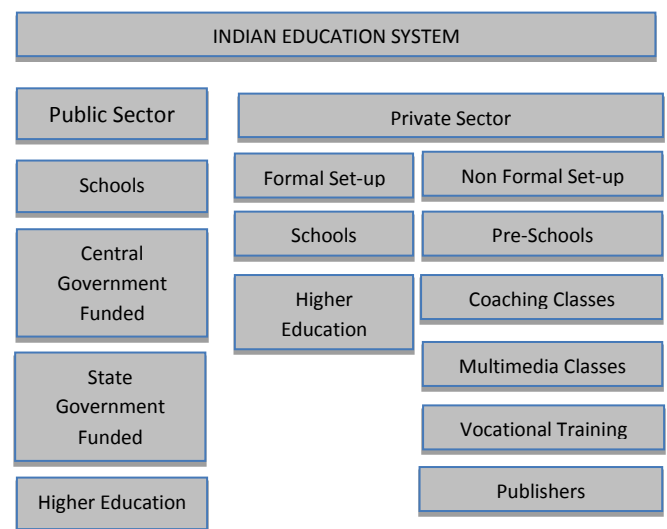 INDIAN EDUCATION SYSTEM
Public Sector
Schools
Central
Government
Funded
State
Government
Funded
Higher Education
Private Sector
Formal Set-up
Schools
Higher
Education
Non Formal Set-up
Pre-Schools
Coaching Classes
Multimedia Classes
Vocational Training
Publishers